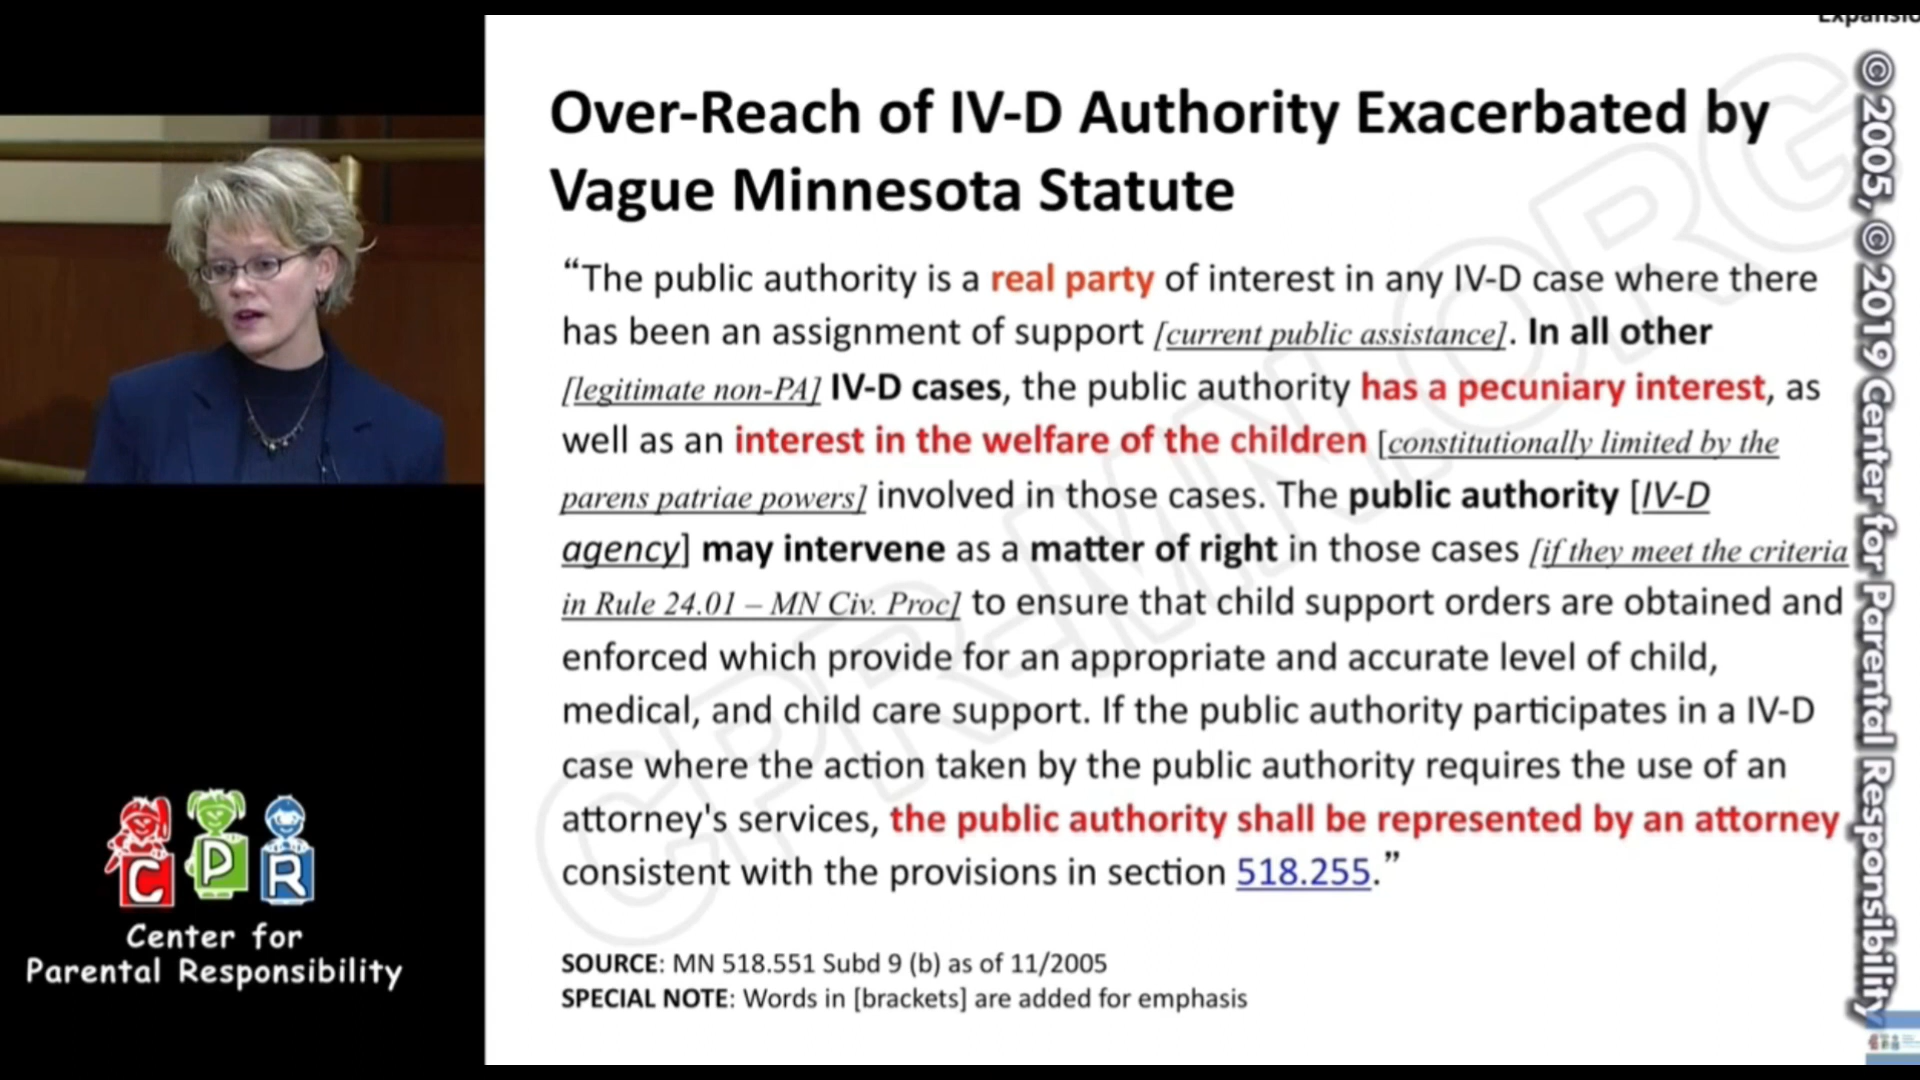 Expansio
Over-Reach of IV-D Authority Exacerbated by
Vague Minnesota Statute
“The public authority is a real party of interest in any IV-D case where there
has been an assignment of support [current public assistance]. In all other
[legitimate non-PA] IV-D cases, the public authority has a pecuniary interest, as
well as an interest in the welfare of the children [constitutionally limited by the
parens patriae powers] involved in those cases. The public authority [IV-D
agency] may intervene as a matter of right in those cases [if they meet the criteria
in Rule 24.01 – MN Civ. Proc] to ensure that child support orders are obtained and
enforced which provide for an appropriate and accurate level of child,
medical, and child care support. If the public authority participates in a IV-D
case where the action taken by the public authority requires the use of an
attorney's services, the public authority shall be represented by an attorney
consistent with the provisions in section 518.255.”
SOURCE: MN 518.551 Subd 9 (b) as of 11/2005
SPECIAL NOTE: Words in [brackets] are added for emphasis
CPR-MN.ORG
© 2005, © 2019 Center for Parental Responsibility
CPR
Center for
Parental Responsibility